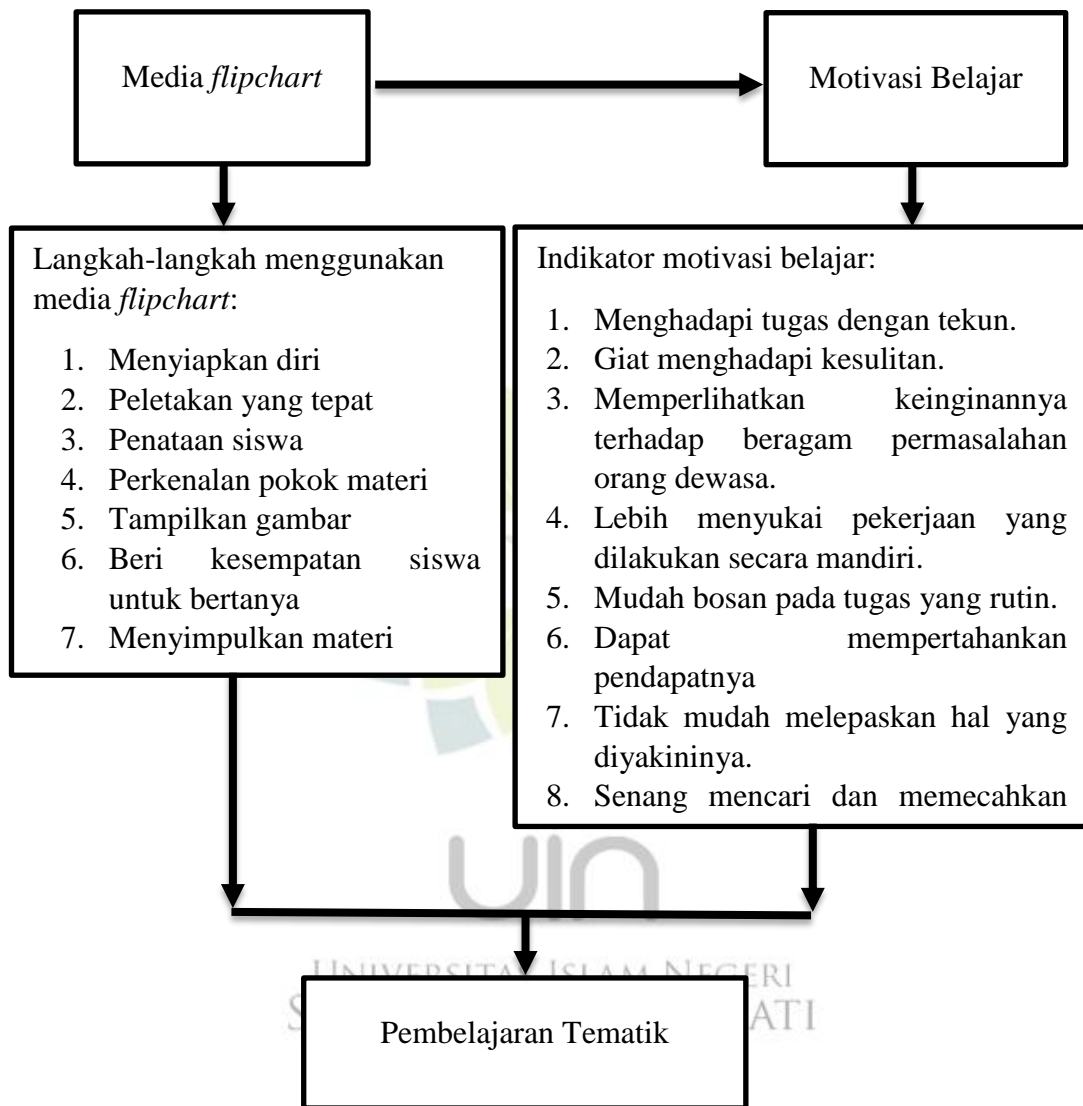 Media flipchart
Motivasi Belajar
Langkah-langkah menggunakan
media flipchart:
1. Menyiapkan diri
2. Peletakan yang tepat
3. Penataan siswa
4. Perkenalan pokok materi
5. Tampilkan gambar
6. Beri kesempatan siswa
untuk bertanya
7. Menyimpulkan materi
Indikator motivasi belajar:
1. Menghadapi tugas dengan tekun.
2. Giat menghadapi kesulitan.
3. Memperlihatkan keinginannya
terhadap beragam permasalahan
orang dewasa.
4. Lebih menyukai pekerjaan yang
dilakukan secara mandiri.
5. Mudah bosan pada tugas yang rutin.
6. Dapat mempertahankan
pendapatnya
7. Tidak mudah melepaskan hal yang
diyakininya.
8. Senang mencari dan memecahkan
uin
UNIVERSITAS ISLAM NEGERI
Pembelajaran Tematik